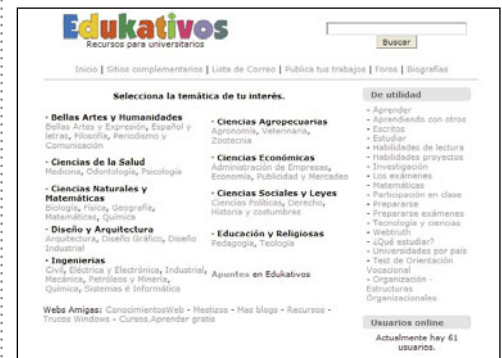 Edukativos
Recursos para universitarios
Buscar
Inicio | Sitios complementarios | Lista de Correo | Publica tus trabajos | Foros | Biografías
Selecciona la temática de tu interés.
· Bellas Artes y Humanidades
Bellas Artes y Expresión, Español y
letras, Filosofía, Periodismo y
Comunicación
· Ciencias de la Salud
Medicina, Odontología, Psicología
· Ciencias Naturales y
Matemáticas
Biología, Física, Geografía,
Matemáticas, Química
· Diseño y Arquitectura
Arquitectura, Diseño Gráfico, Diseño
Industrial
· Ingenierias
Civil, Eléctrica y Electrónica, Industrial,
Mecánica, Petróleos y Minería,
Química, Sistemas é Informática
· Ciencias Agropecuarias
Agronomía, Veterinaria,
Zootecnia
· Ciencias Económicas
Administración de Empresas,
Economía, Publicidad y Mercadeo
· Ciencias Sociales y Leyes
Ciencias Políticas, Derecho,
Historia y costumbres
· Educación y Religiosas
Pedagogía, Teología
Apuntes en Edukativos
Webs Amigas: ConocimientosWeb - Mestizos - Mas blogs - Recursos -
Trucos Windows - Cursos.Aprender gratis
De utilidad
- Aprender
- Aprendiendo con otros
- Escritos
- Estudiar
- Habilidades de lectura
- Habilidades proyectos
- Investigación
- Los exámenes
- Matemáticas
- Participación en clase
- Prepararse
- Prepararse exámenes
- Tecnología y ciencias
- Webtruth
- ¿Qué estudiar?
- Universidades por país
- Test de Orientación
Vocacional
- Organización -
Estructuras
Organizacionales
Usuarios online
Actualmente hay 61
usuarios.